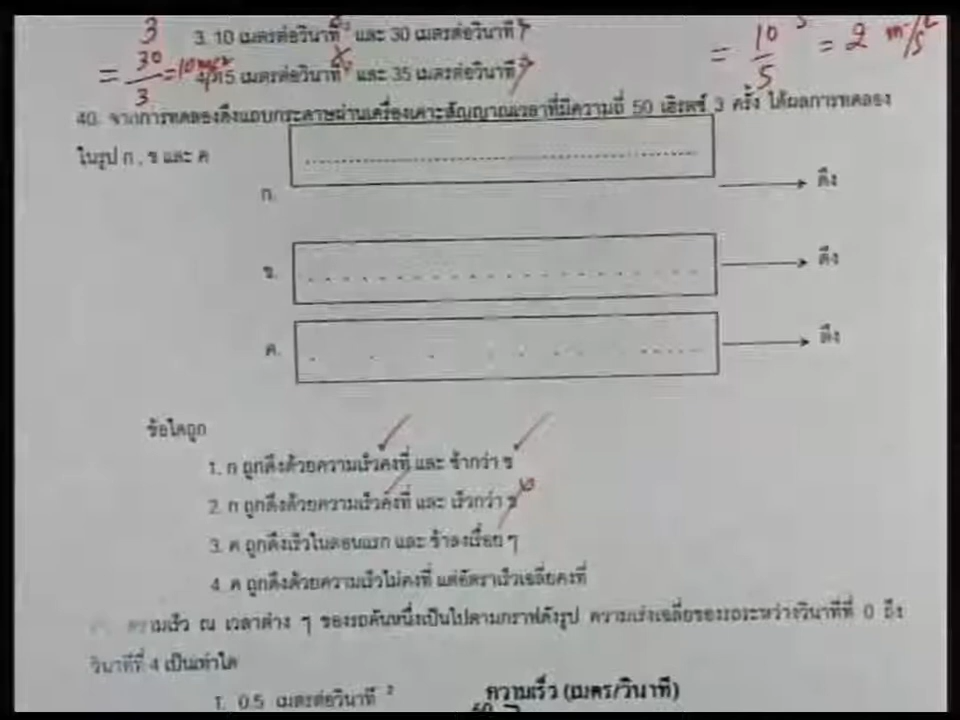 3
3. 10 เมตรต่อวินาที² และ 30 เมตรต่อวินาที
= 30/3 = 10 m/s²
= 10/5 = 2 m/s²
5 เมตรต่อวินาที และ 35 เมตรต่อวินาที
40. จากการทดลองดึงแถบกระดาษผ่านเครื่องเคาะสัญญาณเวลาที่มีความถี่ 50 เฮิรตซ์ 3 ครั้ง ได้ผลการทดลอง
ในรูป ก , ข และ ค
ก. ดึง
ข. ดึง
ค. ดึง
ข้อใดถูก
1. ก ถูกดึงด้วยความเร็วคงที่ และ ช้ากว่า ข
2. ก ถูกดึงด้วยความเร็วคงที่ และ เร็วกว่า ข
3. ค ถูกดึงเร็วในตอนแรก และ ช้าลงเรื่อย ๆ
4. ค ถูกดึงด้วยความเร็วไม่คงที่ แต่อัตราเร็วเฉลี่ยคงที่
ความเร็ว ณ เวลาต่าง ๆ ของรถคันหนึ่งเป็นไปตามกราฟดังรูป ความเร่งเฉลี่ยของรถระหว่างวินาทีที่ 0 ถึง
วินาทีที่ 4 เป็นเท่าใด
1. 0.5 เมตรต่อวินาที ²
ความเร็ว (เมตร/วินาที)